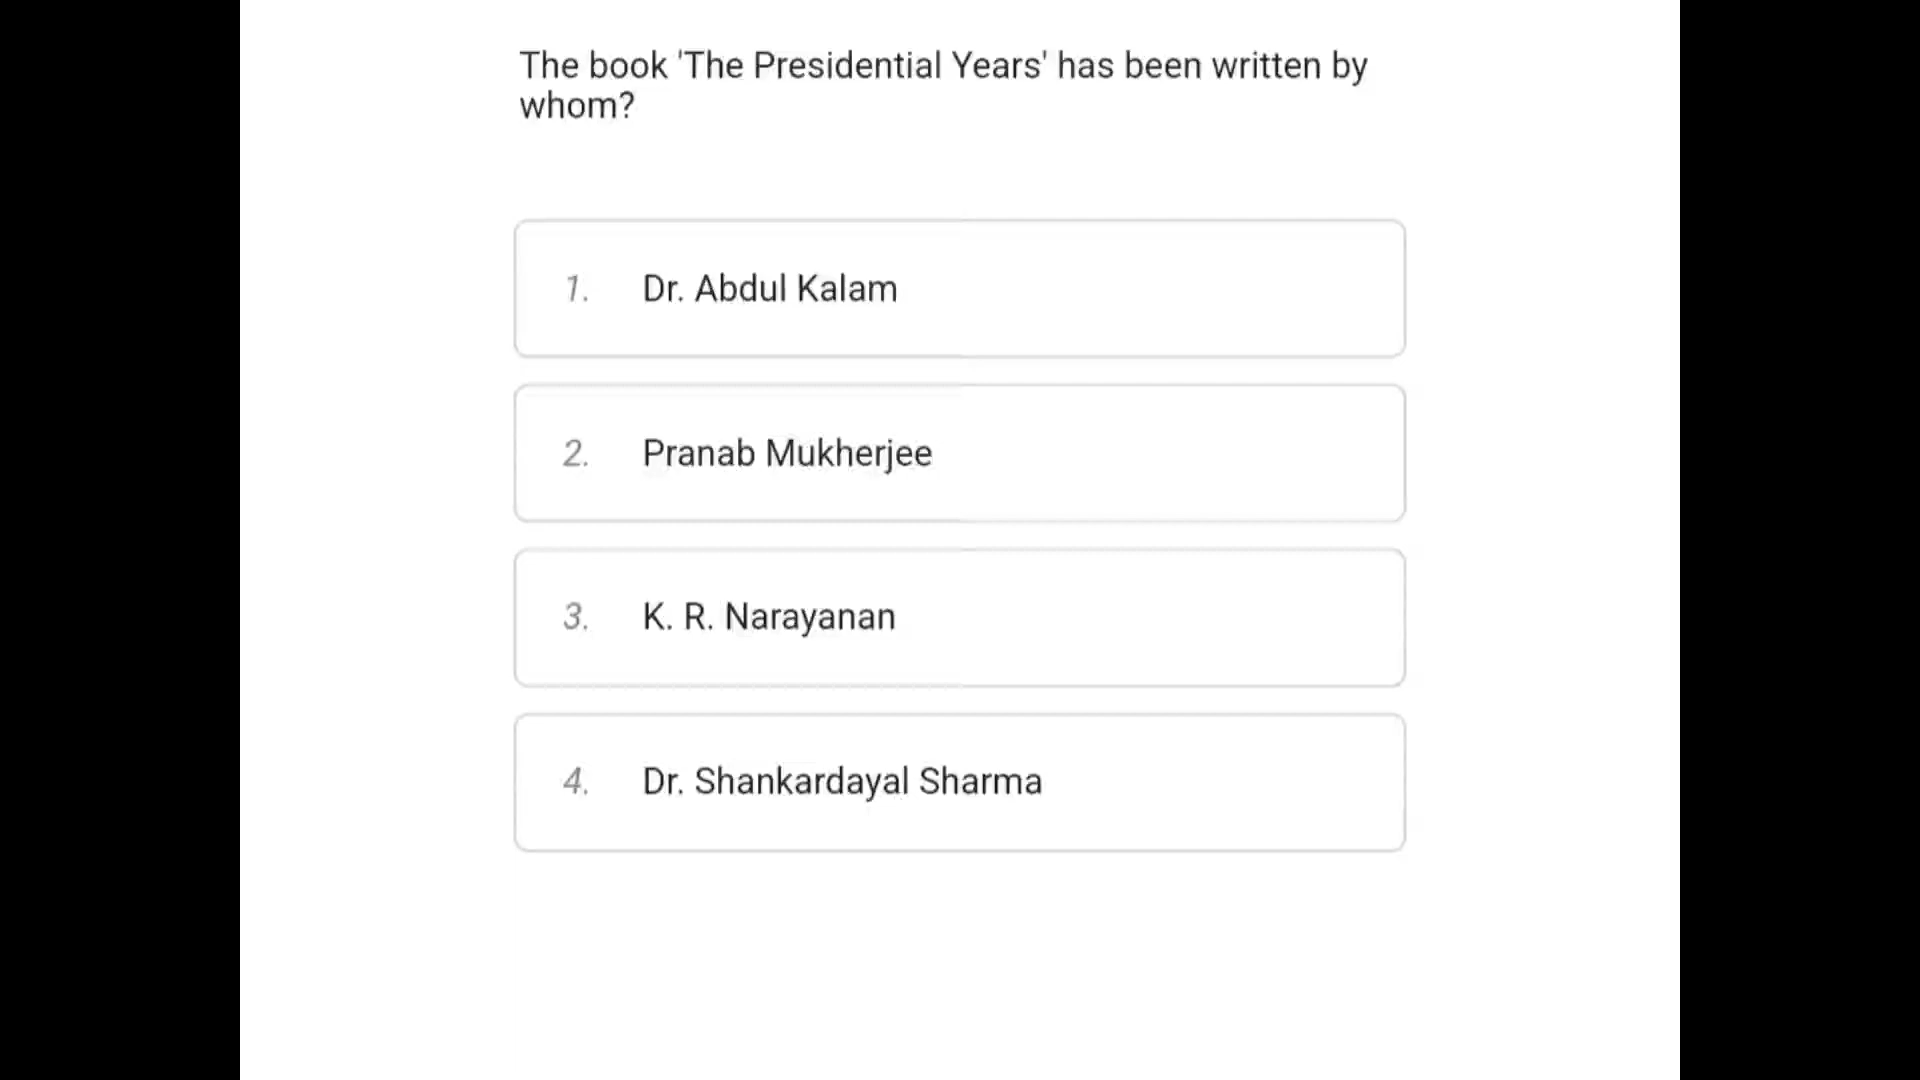 The book 'The Presidential Years' has been written by
whom?
1. Dr. Abdul Kalam
2. Pranab Mukherjee
3. K. R. Narayanan
4. Dr. Shankardayal Sharma